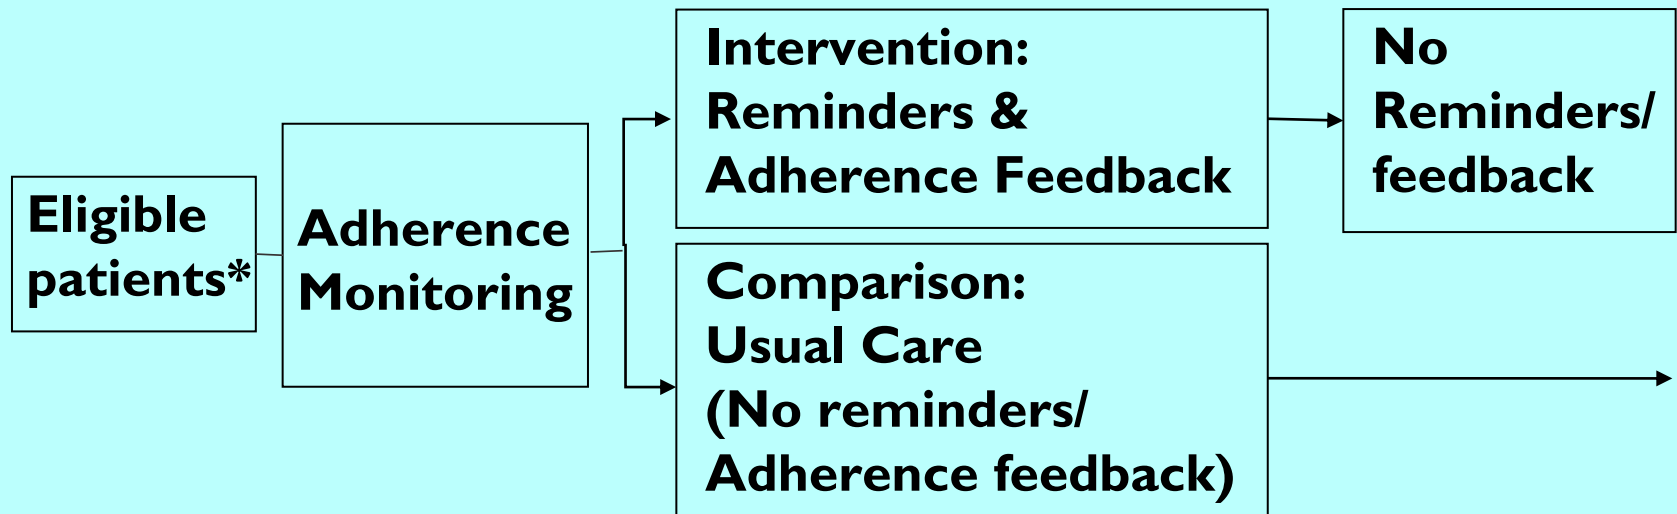 Eligible
patients*
Adherence
Monitoring
Intervention:
Reminders &
Adherence Feedback
No
Reminders/
feedback
Comparison:
Usual Care
(No reminders/
Adherence feedback)